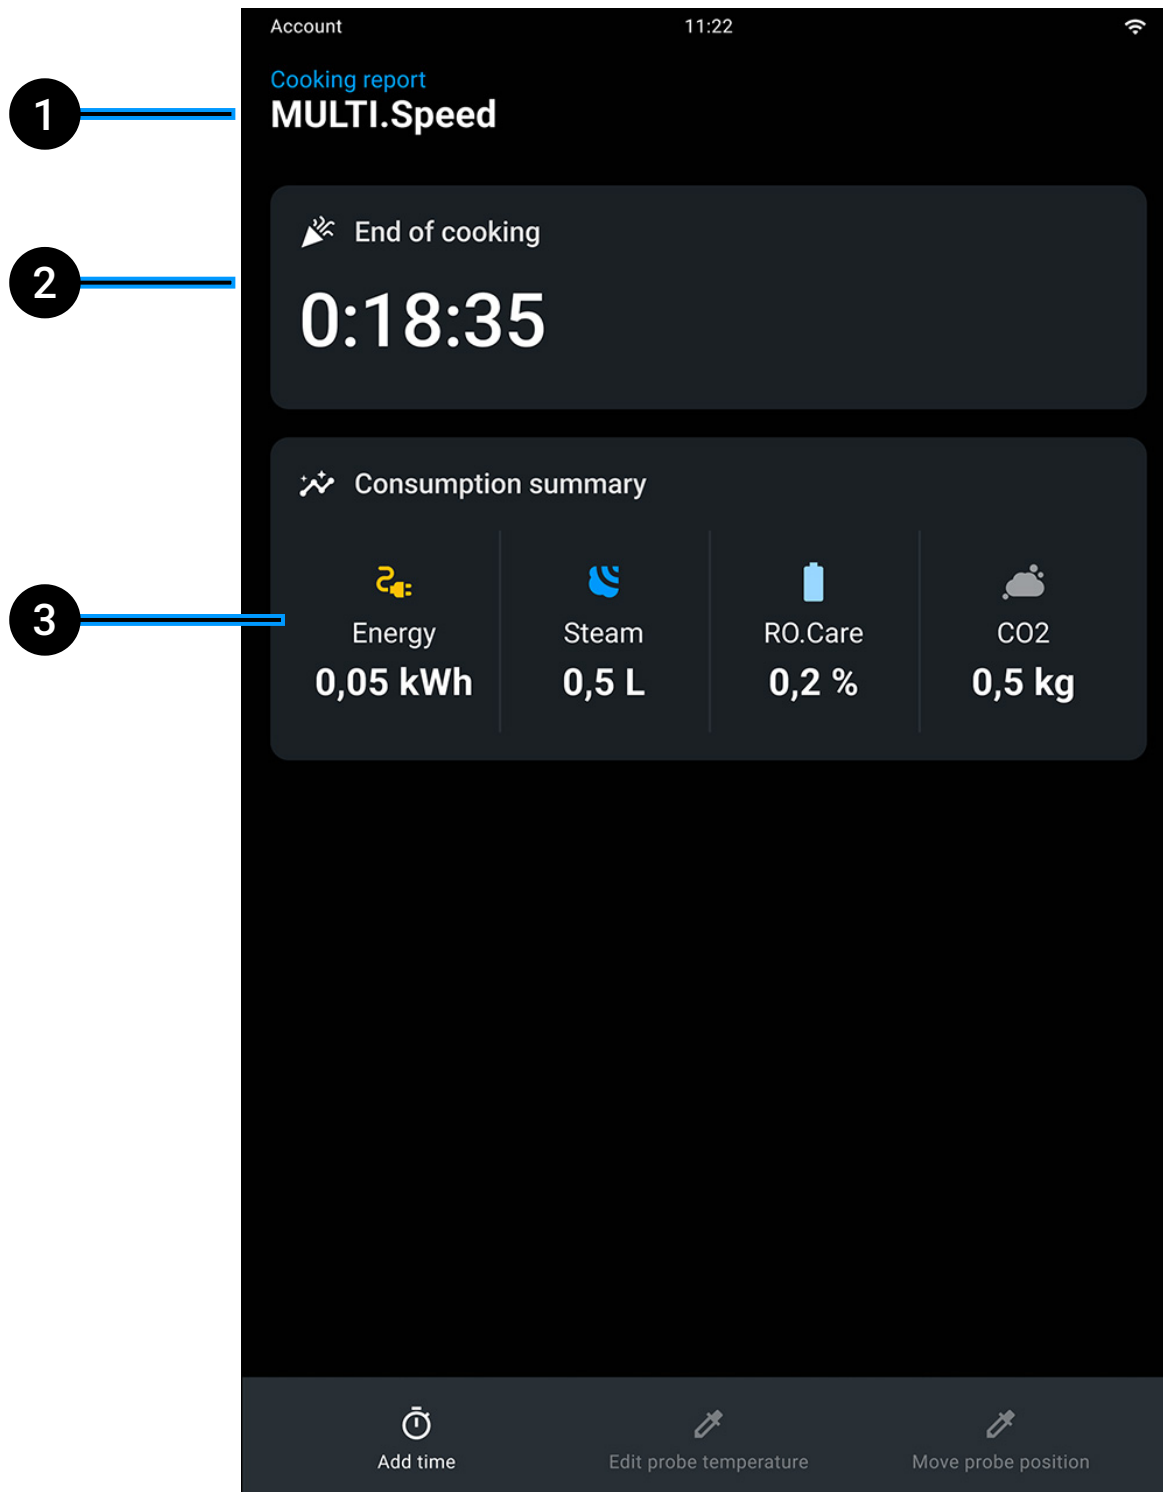 Account 11:22
Cooking report
1 MULTI.Speed
End of cooking
2
0:18:35
Consumption summary
3
Energy Steam RO.Care CO2
0,05 kWh 0,5 L 0,2 % 0,5 kg
Add time Edit probe temperature Move probe position